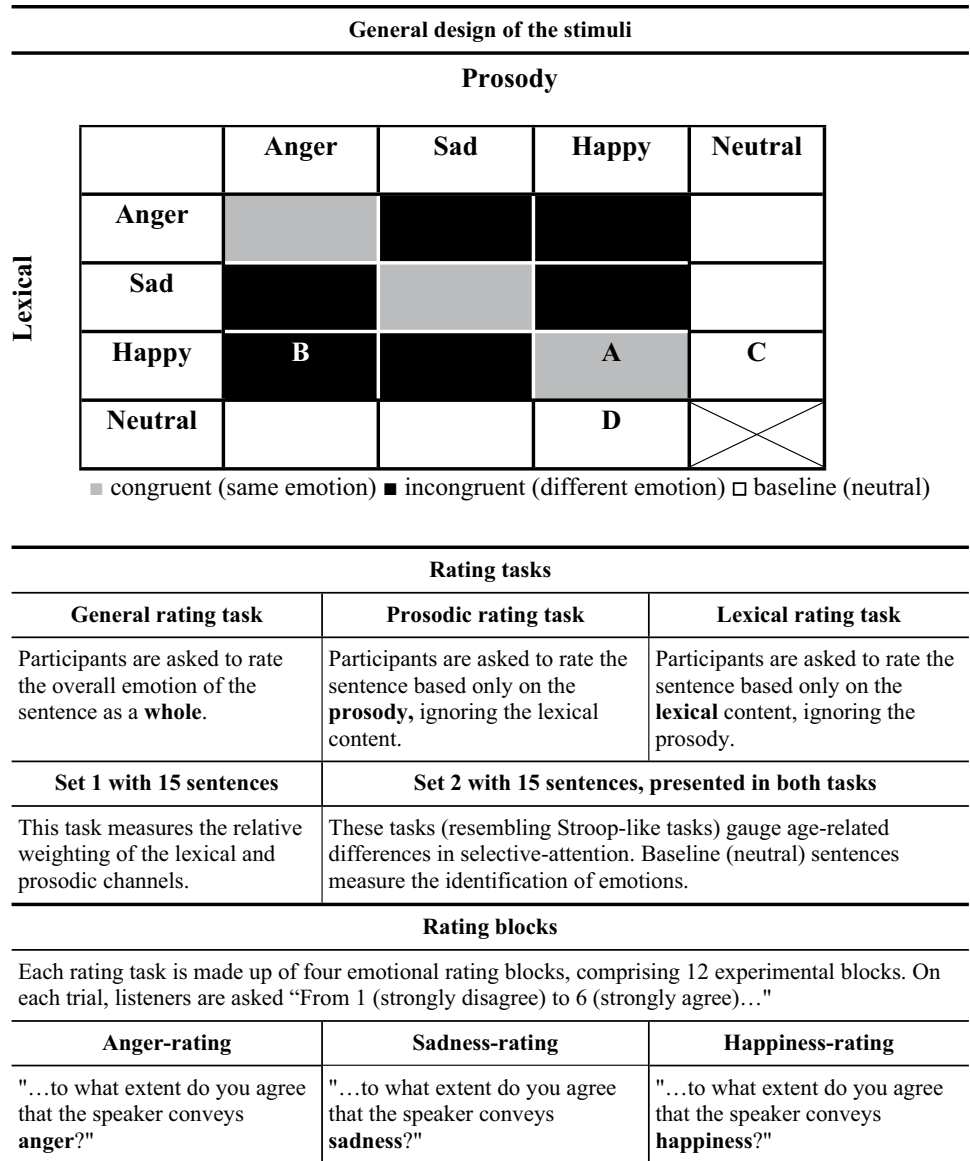 General design of the stimuli
Prosody
Anger Sad Happy Neutral
Lexical
Anger
Sad
Happy B A C
Neutral D
congruent (same emotion) incongruent (different emotion) baseline (neutral)
Rating tasks
General rating task Prosodic rating task Lexical rating task
Participants are asked to rate
the overall emotion of the
sentence as a whole.
Participants are asked to rate the
sentence based only on the
prosody, ignoring the lexical
content.
Participants are asked to rate the
sentence based only on the
lexical content, ignoring the
prosody.
Set 1 with 15 sentences Set 2 with 15 sentences, presented in both tasks
This task measures the relative
weighting of the lexical and
prosodic channels.
These tasks (resembling Stroop-like tasks) gauge age-related
differences in selective-attention. Baseline (neutral) sentences
measure the identification of emotions.
Rating blocks
Each rating task is made up of four emotional rating blocks, comprising 12 experimental blocks. On
each trial, listeners are asked “From 1 (strongly disagree) to 6 (strongly agree)…"
Anger-rating Sadness-rating Happiness-rating
"…to what extent do you agree
that the speaker conveys
anger?"
"…to what extent do you agree
that the speaker conveys
sadness?"
"…to what extent do you agree
that the speaker conveys
happiness?"